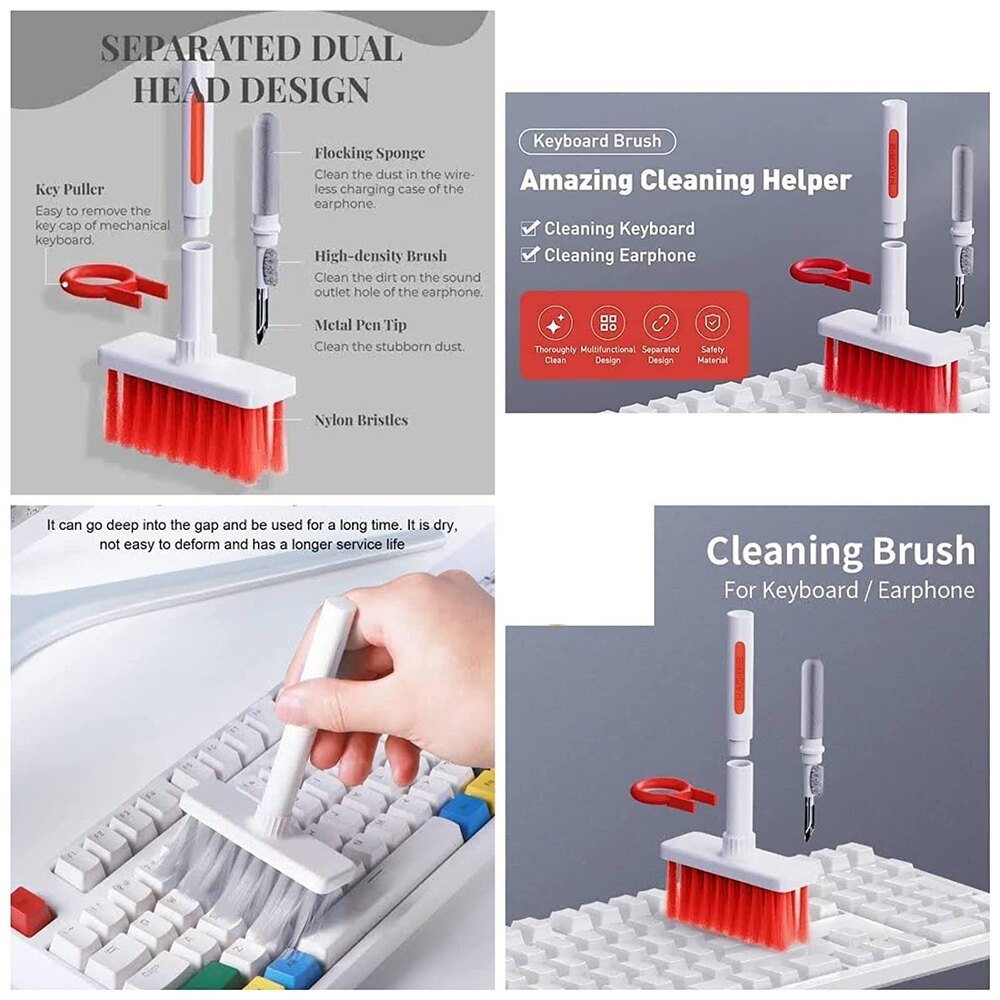 SEPARATED DUAL
HEAD DESIGN
Flocking Sponge
Clean the dust in the wire-
less charging case of the
earphone.
Key Puller
Easy to remove the
key cap of mechanical
keyboard.
High-density Brush
Clean the dirt on the sound
outlet hole of the earphone.
Metal Pen Tip
Clean the stubborn dust.
Nylon Bristles
Keyboard Brush
Amazing Cleaning Helper
Cleaning Keyboard
Cleaning Earphone
Thoroughly
Clean
Multifunctional
Design
Separated
Design
Safety
Material
It can go deep into the gap and be used for a long time. It is dry,
not easy to deform and has a longer service life
Cleaning Brush
For Keyboard / Earphone